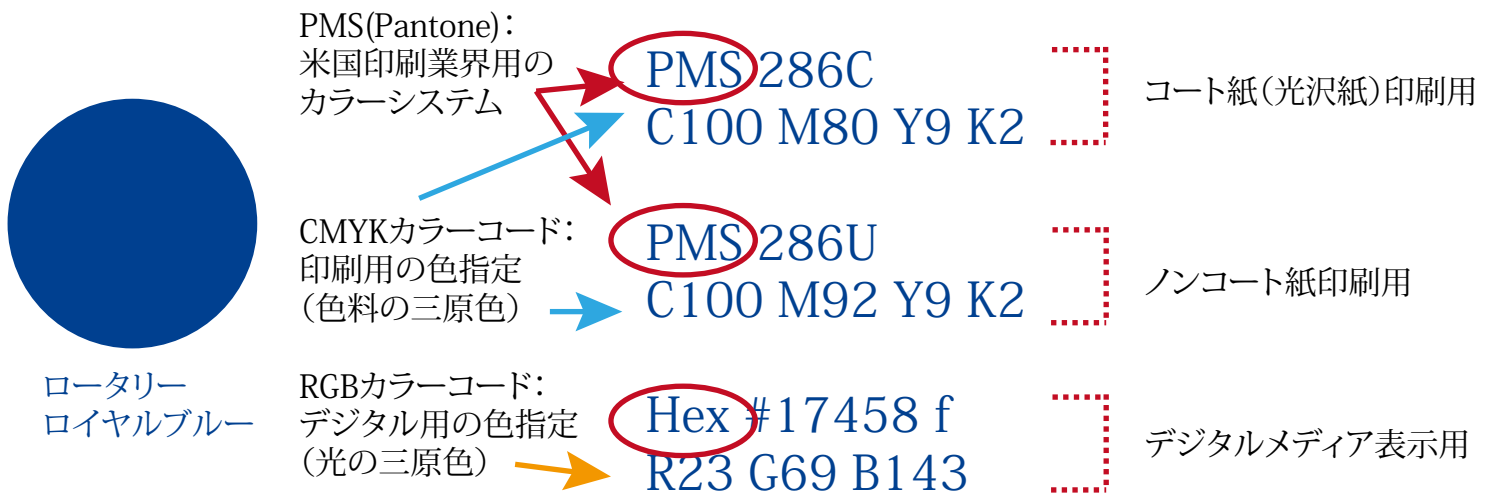 PMS(Pantone)：
米国印刷業界用の
カラーシステム
PMS 286C
C100 M80 Y9 K2
コート紙（光沢紙）印刷用
CMYKカラーコード：
印刷用の色指定
（色料の三原色）
PMS 286U
C100 M92 Y9 K2
ノンコート紙印刷用
ロータリー
ロイヤルブルー
RGBカラーコード：
デジタル用の色指定
（光の三原色）
Hex #17458 f
R23 G69 B143
デジタルメディア表示用